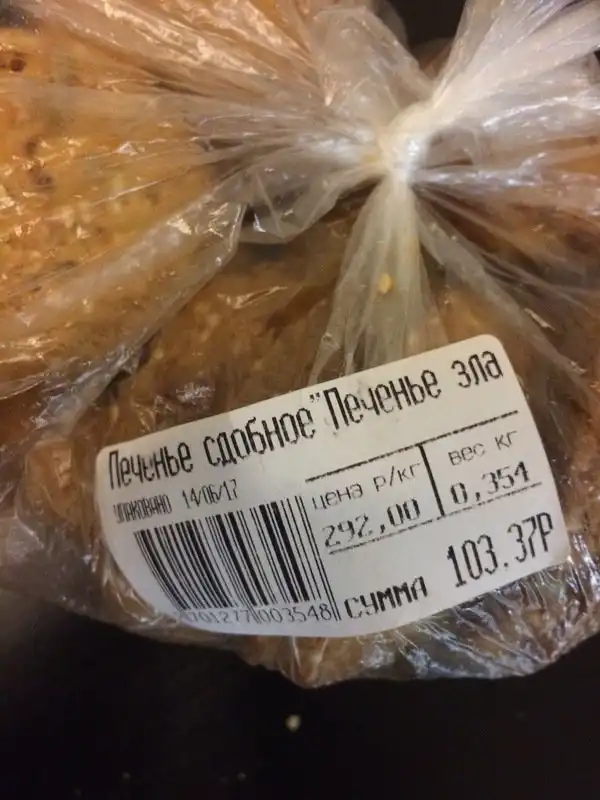 Печенье сдобное"Печенье зла
УПАКОВАНО 14/06/17
цена р/кг
вес кг
292,00
0,354
СУММА 103.37Р
701277003548